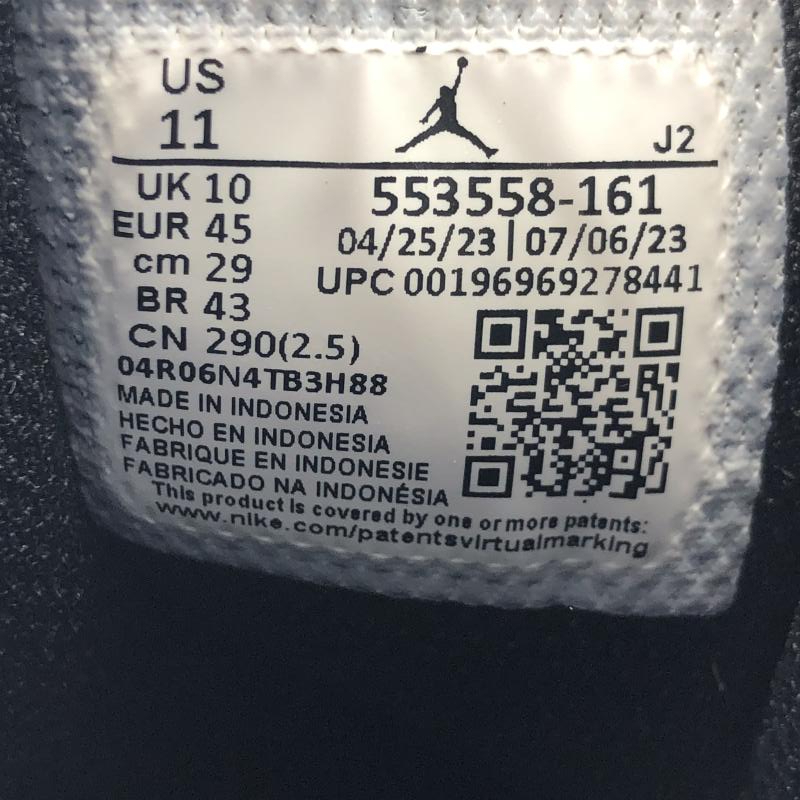 US
11
J2
UK 10
EUR 45
cm 29
BR 43
CN 290(2.5)
553558-161
04/25/23 | 07/06/23
UPC 00196969278441
04R06N4TB3H88
MADE IN INDONESIA
HECHO EN INDONESIA
FABRIQUE EN INDONESIE
FABRICADO NA INDONÉSIA
This product is covered by one or more patents:
www.nike.com/patentsvirtualmarking